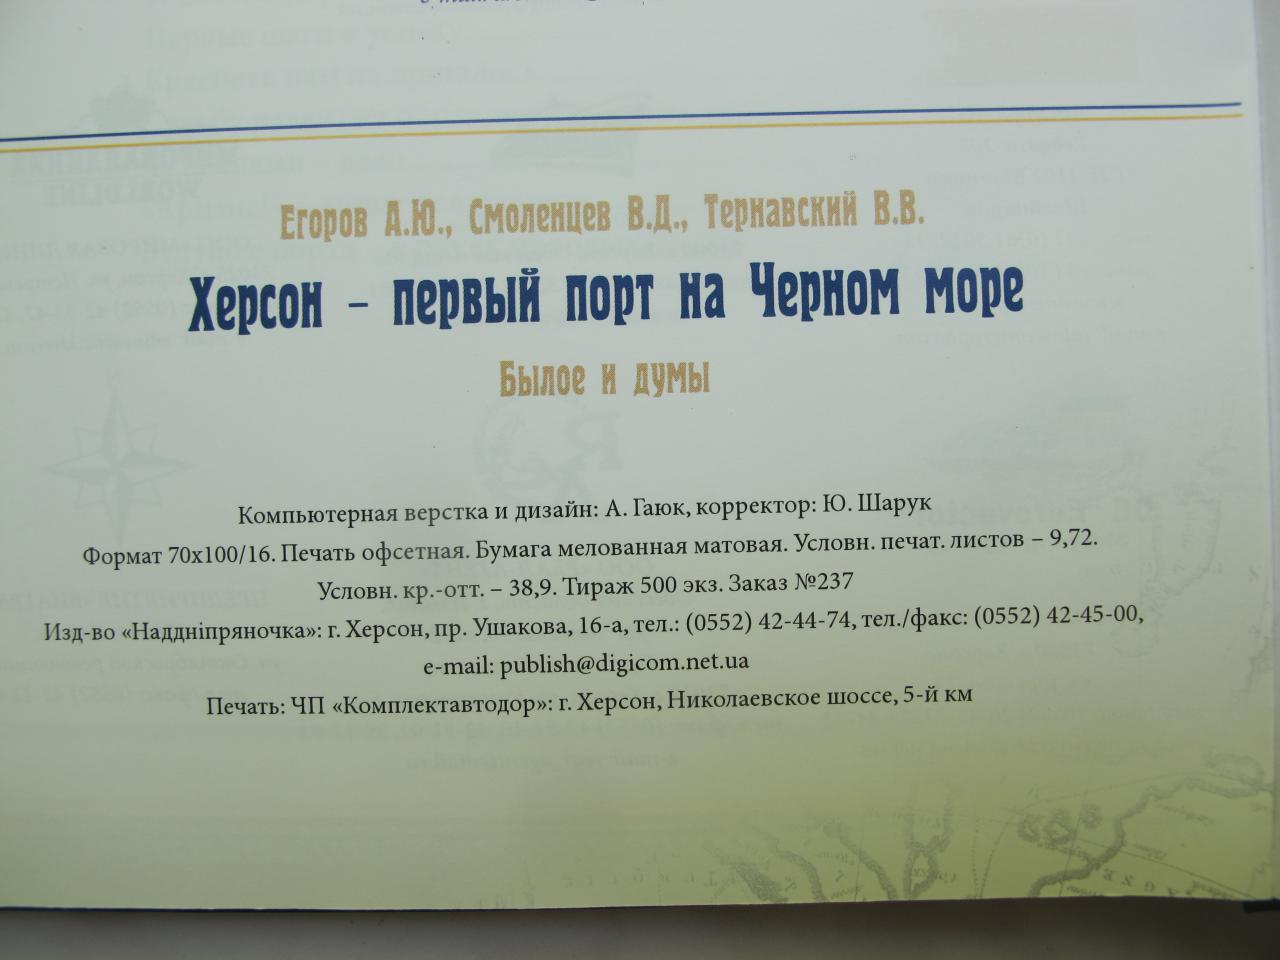 Егоров А.Ю., Смоленцев В.Д., Тернавский В.В.
Херсон – первый порт на Черном море
Былое и думы
Компьютерная верстка и дизайн: А. Гаюк, корректор: Ю. Шарук
Формат 70х100/16. Печать офсетная. Бумага мелованная матовая. Условн. печат. листов – 9,72.
Условн. кр.-отт. – 38,9. Тираж 500 экз. Заказ №237
Изд-во «Наддніпряночка»: г. Херсон, пр. Ушакова, 16-а, тел.: (0552) 42-44-74, тел./факс: (0552) 42-45-00,
e-mail: publish@digicom.net.ua
Печать: ЧП «Комплектавтодор»: г. Херсон, Николаевское шоссе, 5-й км